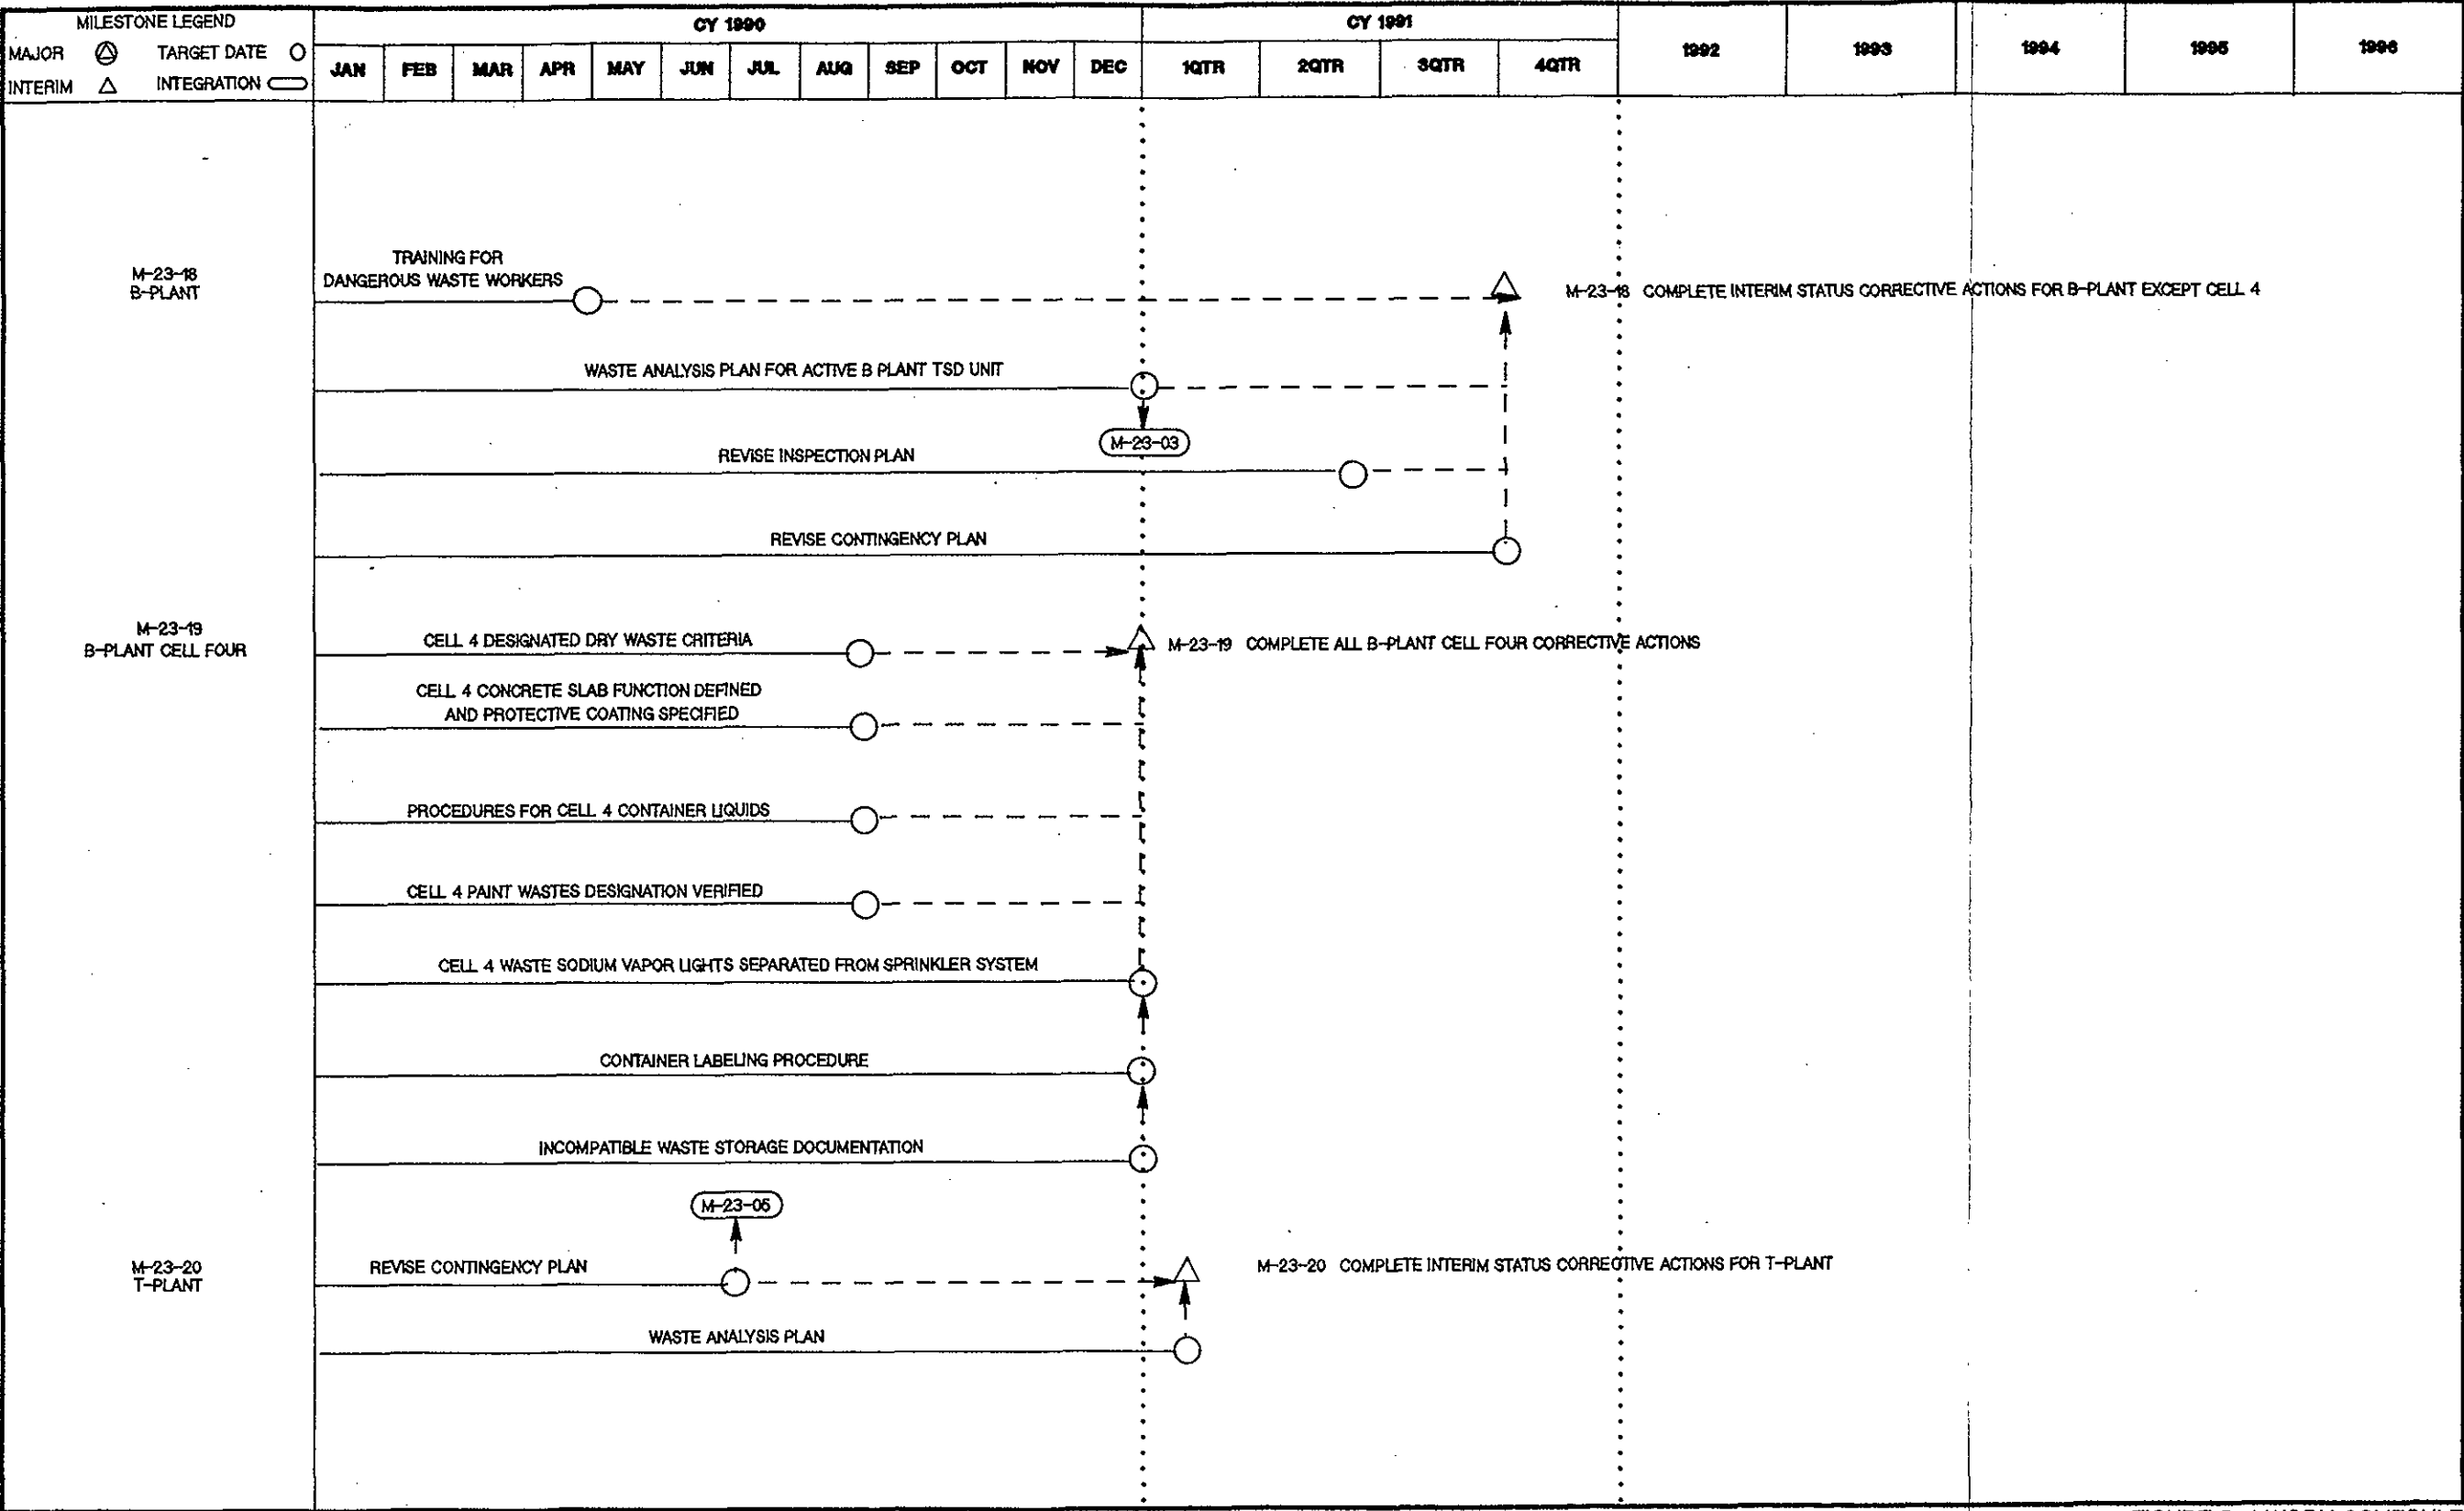 MILESTONE LEGEND
MAJOR TARGET DATE
INTERIM INTEGRATION
CY 1990
JAN FEB MAR APR MAY JUN JUL AUG SEP OCT NOV DEC
CY 1991
1QTR 2QTR 3QTR 4QTR
1992 1993 1994 1995 1996
M-23-18
B-PLANT
TRAINING FOR
DANGEROUS WASTE WORKERS
M-23-18 COMPLETE INTERIM STATUS CORRECTIVE ACTIONS FOR B-PLANT EXCEPT CELL 4
WASTE ANALYSIS PLAN FOR ACTIVE B PLANT TSD UNIT
M-23-03
REVISE INSPECTION PLAN
REVISE CONTINGENCY PLAN
M-23-19
B-PLANT CELL FOUR
CELL 4 DESIGNATED DRY WASTE CRITERIA
M-23-19 COMPLETE ALL B-PLANT CELL FOUR CORRECTIVE ACTIONS
CELL 4 CONCRETE SLAB FUNCTION DEFINED
AND PROTECTIVE COATING SPECIFIED
PROCEDURES FOR CELL 4 CONTAINER LIQUIDS
CELL 4 PAINT WASTES DESIGNATION VERIFIED
CELL 4 WASTE SODIUM VAPOR LIGHTS SEPARATED FROM SPRINKLER SYSTEM
CONTAINER LABELING PROCEDURE
INCOMPATIBLE WASTE STORAGE DOCUMENTATION
M-23-05
M-23-20
T-PLANT
REVISE CONTINGENCY PLAN
M-23-20 COMPLETE INTERIM STATUS CORRECTIVE ACTIONS FOR T-PLANT
WASTE ANALYSIS PLAN